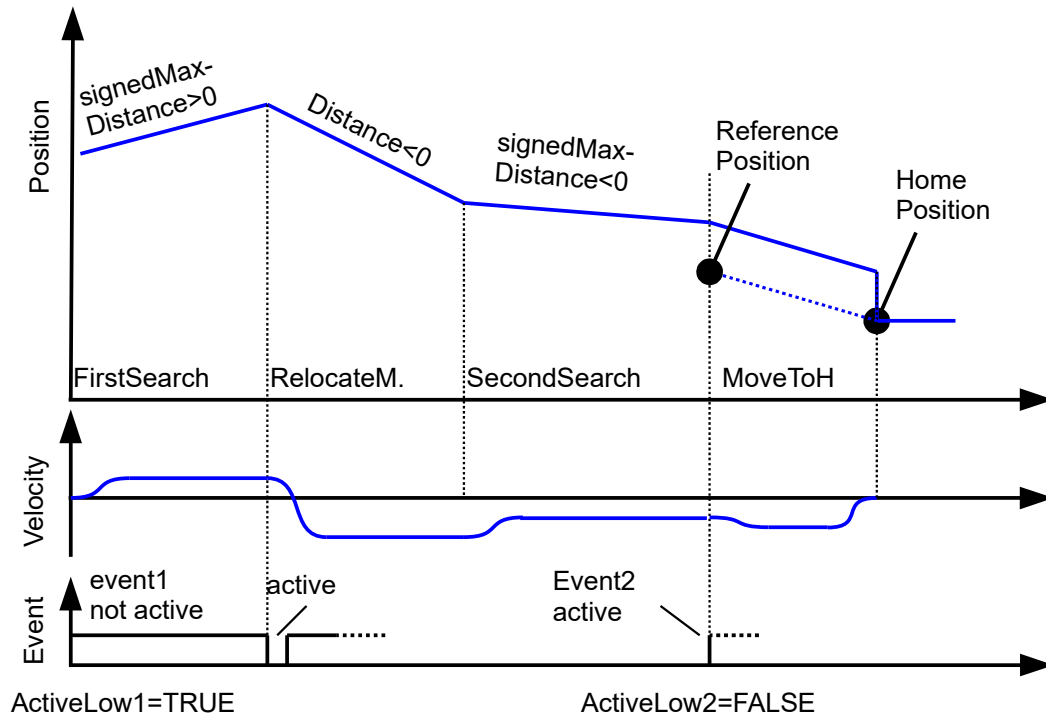 Position
signedMax-
Distance>0
Distance<0
signedMax-
Distance<0
Reference
Position
Home
Position
FirstSearch
RelocateM.
SecondSearch
MoveToH
Velocity
Event
event1
not active
active
Event2
active
ActiveLow1=TRUE
ActiveLow2=FALSE